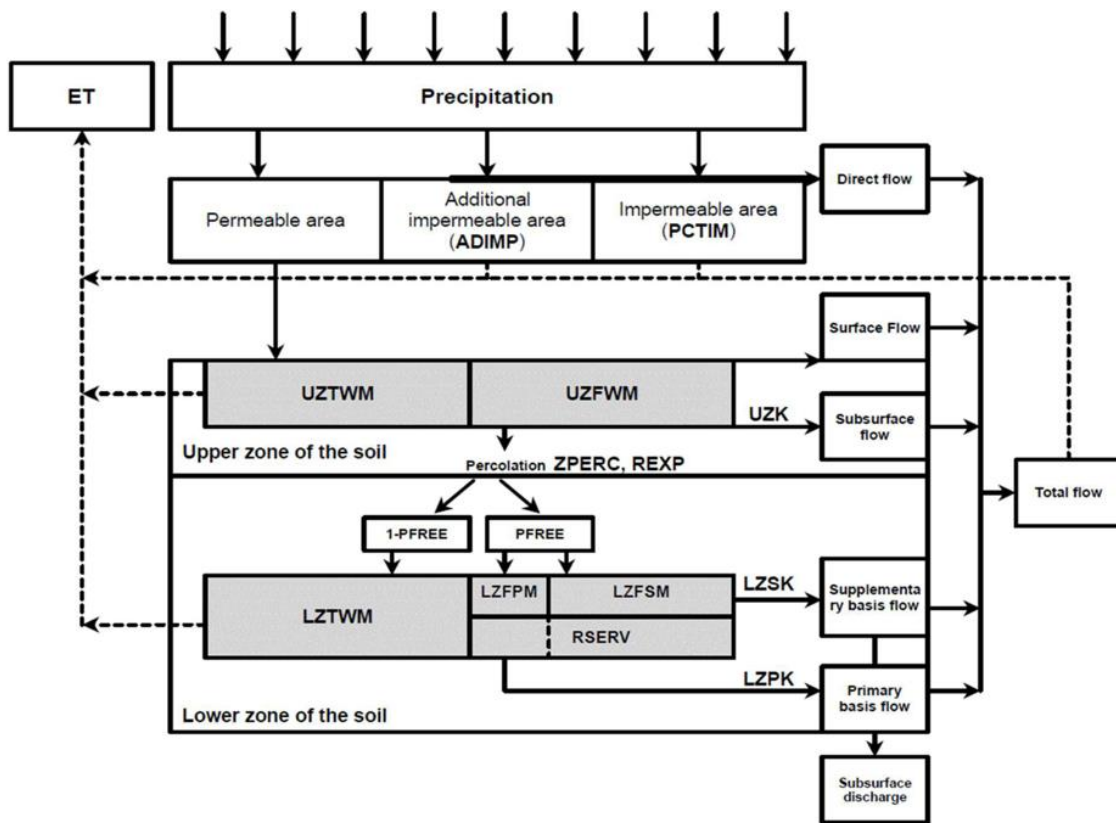 ET
Precipitation
Direct flow
Permeable area
Additional
impermeable area
(ADIMP)
Impermeable area
(PCTIM)
Surface Flow
UZTWM
UZFWM
UZK
Subsurface
flow
Upper zone of the soil
Percolation ZPERC, REXP
Total flow
1-PFREE
PFREE
LZTWM
LZFPM
LZFSM
RSERV
LZSK
Supplementa
ry basis flow
LZPK
Primary
basis flow
Lower zone of the soil
Subsurface
discharge